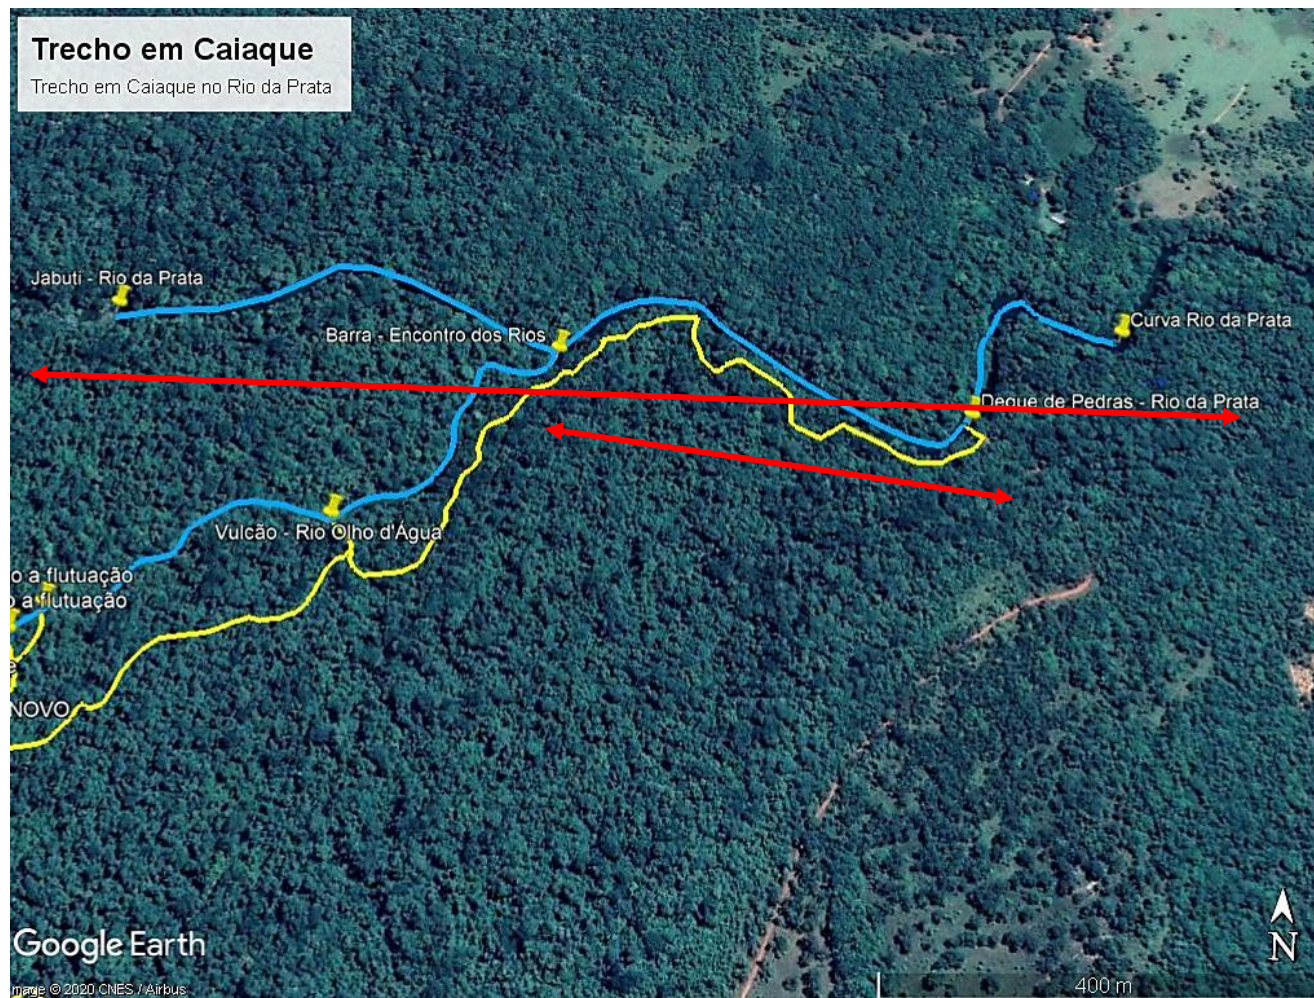 Trecho em Caiaque
Trecho em Caiaque no Rio da Prata
Jabuti - Rio da Prata
Curva Rio da Prata
Barra - Encontro dos Rios
Deque de Pedras - Rio da Prata
Vulcão - Rio Olho d'Água
o a flutuação
o a flutuação
e
NOVO
Google Earth
N
mage © 2020 CNES / Airbus
400 m